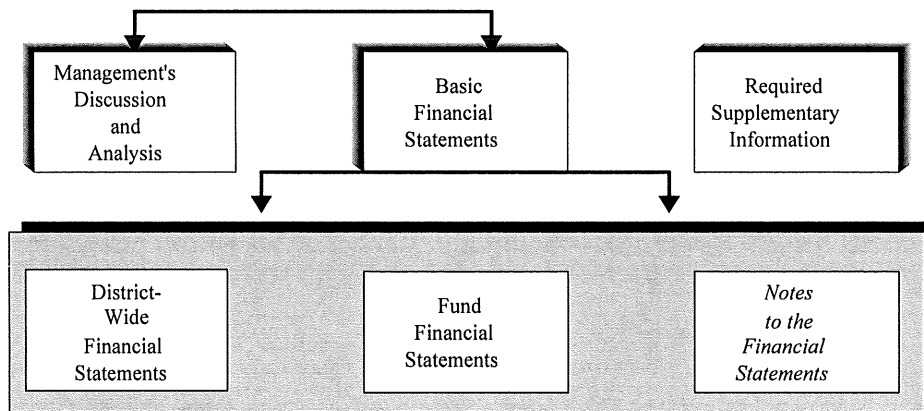 Management's
Discussion
and
Analysis
Basic
Financial
Statements
Required
Supplementary
Information
District-
Wide
Financial
Statements
Fund
Financial
Statements
Notes
to the
Financial
Statements